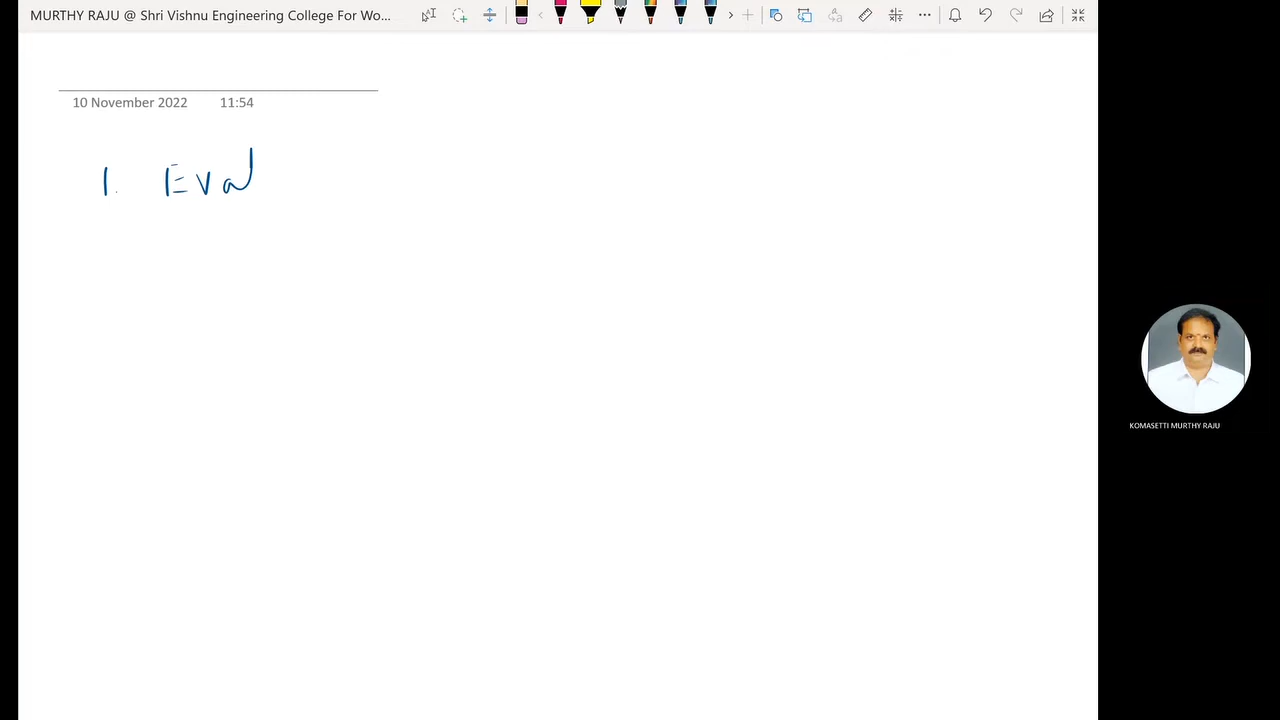 MURTHY RAJU @ Shri Vishnu Engineering College For Wo...
10 November 2022 11:54
1. Eval
KOMASETTI MURTHY RAJU